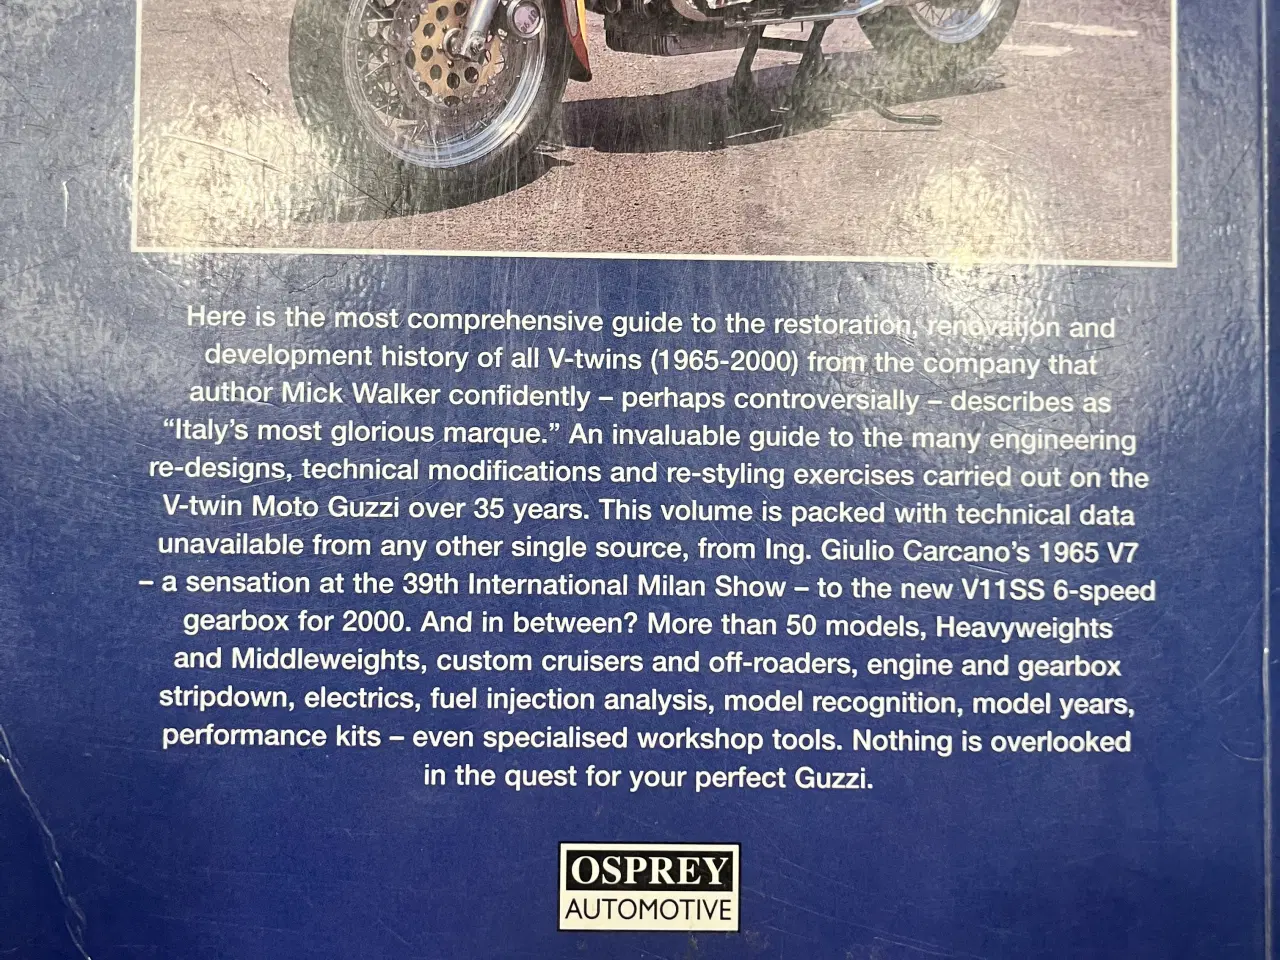 Here is the most comprehensive guide to the restoration, renovation and
development history of all V-twins (1965-2000) from the company that
author Mick Walker confidently – perhaps controversially – describes as
“Italy’s most glorious marque.” An invaluable guide to the many engineering
re-designs, technical modifications and re-styling exercises carried out on the
V-twin Moto Guzzi over 35 years. This volume is packed with technical data
unavailable from any other single source, from Ing. Giulio Carcano’s 1965 V7
– a sensation at the 39th International Milan Show – to the new V11SS 6-speed
gearbox for 2000. And in between? More than 50 models, Heavyweights
and Middleweights, custom cruisers and off-roaders, engine and gearbox
stripdown, electrics, fuel injection analysis, model recognition, model years,
performance kits – even specialised workshop tools. Nothing is overlooked
in the quest for your perfect Guzzi.
OSPREY
AUTOMOTIVE